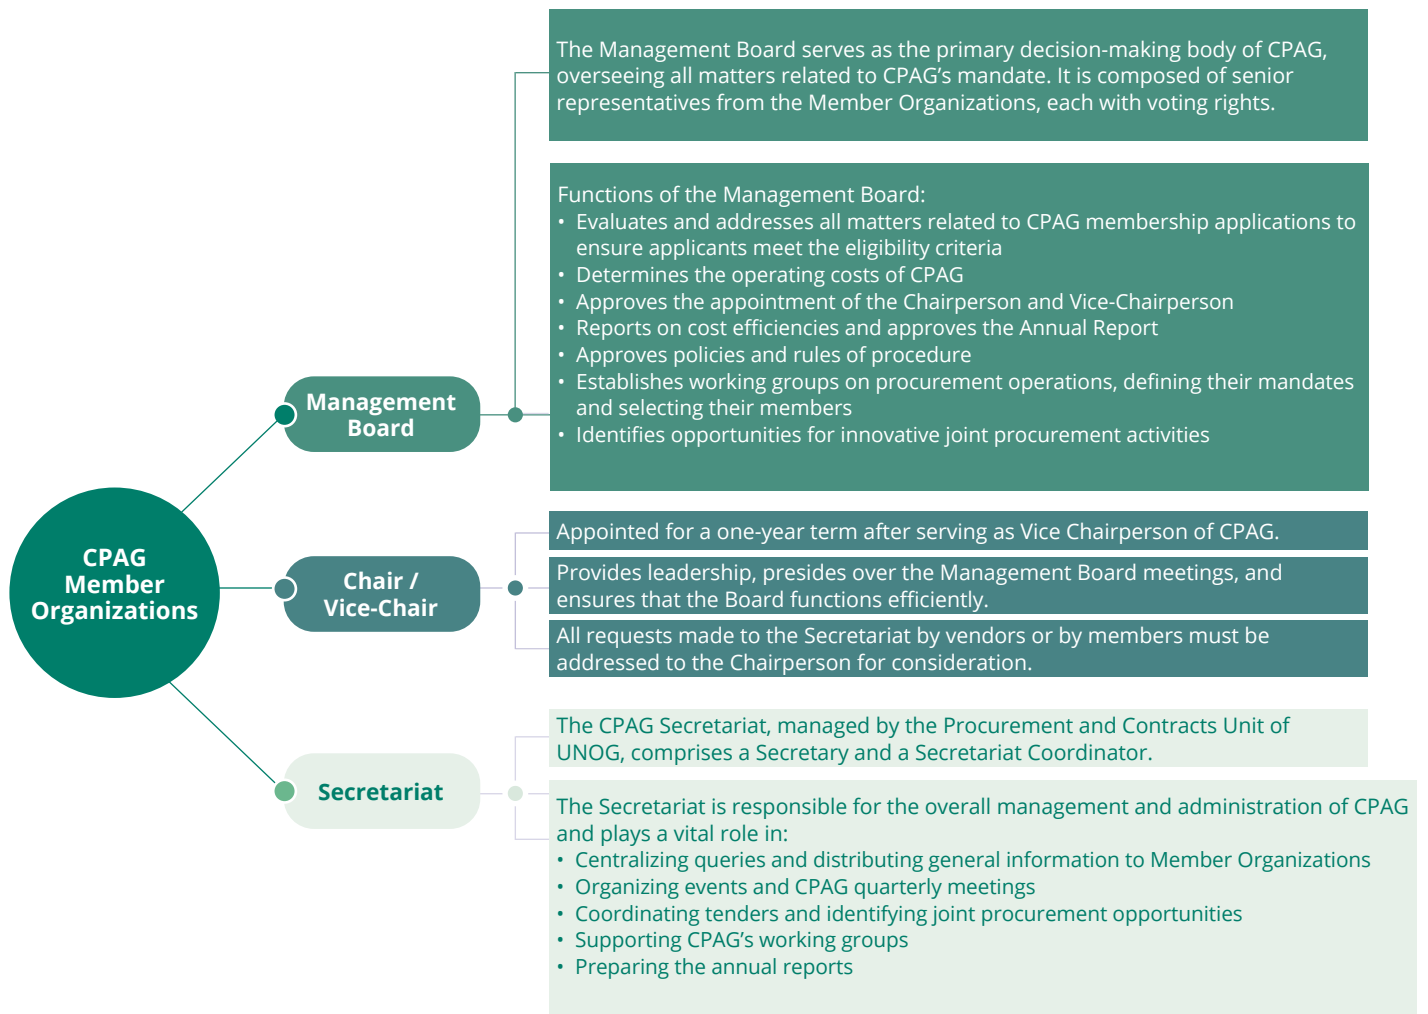 The Management Board serves as the primary decision-making body of CPAG,
overseeing all matters related to CPAG’s mandate. It is composed of senior
representatives from the Member Organizations, each with voting rights.
Functions of the Management Board:
• Evaluates and addresses all matters related to CPAG membership applications to
ensure applicants meet the eligibility criteria
• Determines the operating costs of CPAG
• Approves the appointment of the Chairperson and Vice-Chairperson
• Reports on cost efficiencies and approves the Annual Report
• Approves policies and rules of procedure
• Establishes working groups on procurement operations, defining their mandates
and selecting their members
• Identifies opportunities for innovative joint procurement activities
Management
Board
CPAG
Member
Organizations
Chair /
Vice-Chair
Appointed for a one-year term after serving as Vice Chairperson of CPAG.
Provides leadership, presides over the Management Board meetings, and
ensures that the Board functions efficiently.
All requests made to the Secretariat by vendors or by members must be
addressed to the Chairperson for consideration.
Secretariat
The CPAG Secretariat, managed by the Procurement and Contracts Unit of
UNOG, comprises a Secretary and a Secretariat Coordinator.
The Secretariat is responsible for the overall management and administration of CPAG
and plays a vital role in:
• Centralizing queries and distributing general information to Member Organizations
• Organizing events and CPAG quarterly meetings
• Coordinating tenders and identifying joint procurement opportunities
• Supporting CPAG’s working groups
• Preparing the annual reports